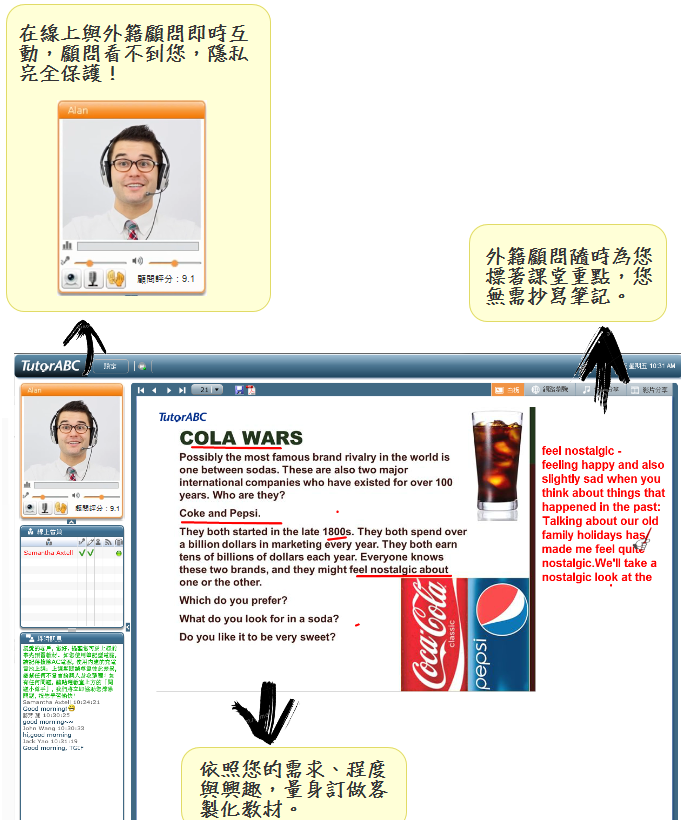 在線上與外籍顧問即時互
動，顧問看不到您，隱私
完全保護！
Alan
顧問評分：9.1
外籍顧問隨時為您
標著課堂重點，您
無需抄寫筆記。
TutorABC
10:31 AM
Alan
21
顧問評分：9.1
TutorABC
COLA WARS
Possibly the most famous brand rivalry in the world is
one between sodas. These are also two major
international companies who have existed for over 100
years. Who are they?
Coke and Pepsi.
They both started in the late 1800s. They both spend over
a billion dollars in marketing every year. They both earn
tens of billions of dollars each year. Everyone knows
these two brands, and they might feel nostalgic about
one or the other.
Which do you prefer?
What do you look for in a soda?
Do you like it to be very sweet?
Coca-Cola
classic
pepsi
feel nostalgic -
feeling happy and also
slightly sad when you
think about things that
happened in the past:
Talking about our old
family holidays has
made me feel quite
nostalgic.We'll take a
nostalgic look at the
Samantha Axtell
Samantha Axtell 10:24:21
Good morning!
10:30:25
good morning~~
John Wang 10:30:33
hi,good morning
Jack Yao 10:31:19
Good morning,
依照您的需求、程度
與興趣，量身訂做客
製化教材。